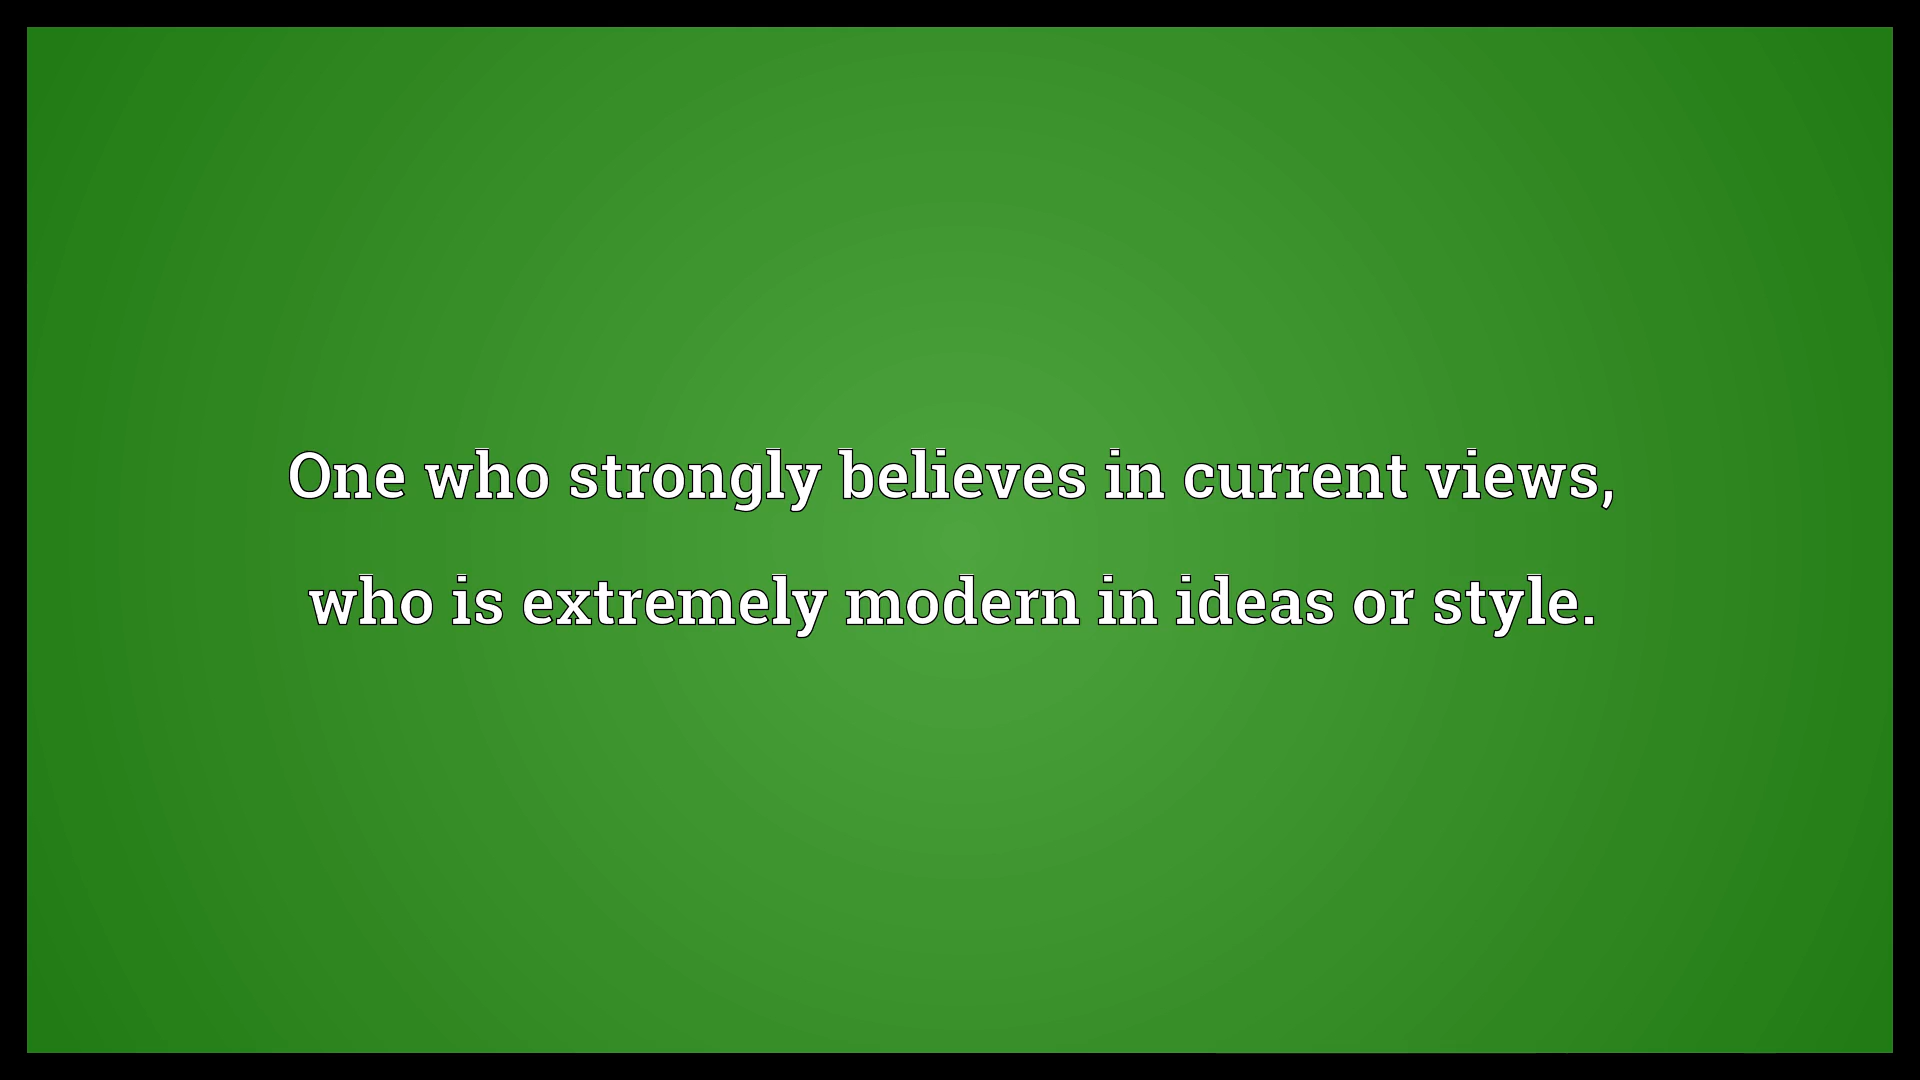 One who strongly believes in current views,
who is extremely modern in ideas or style.